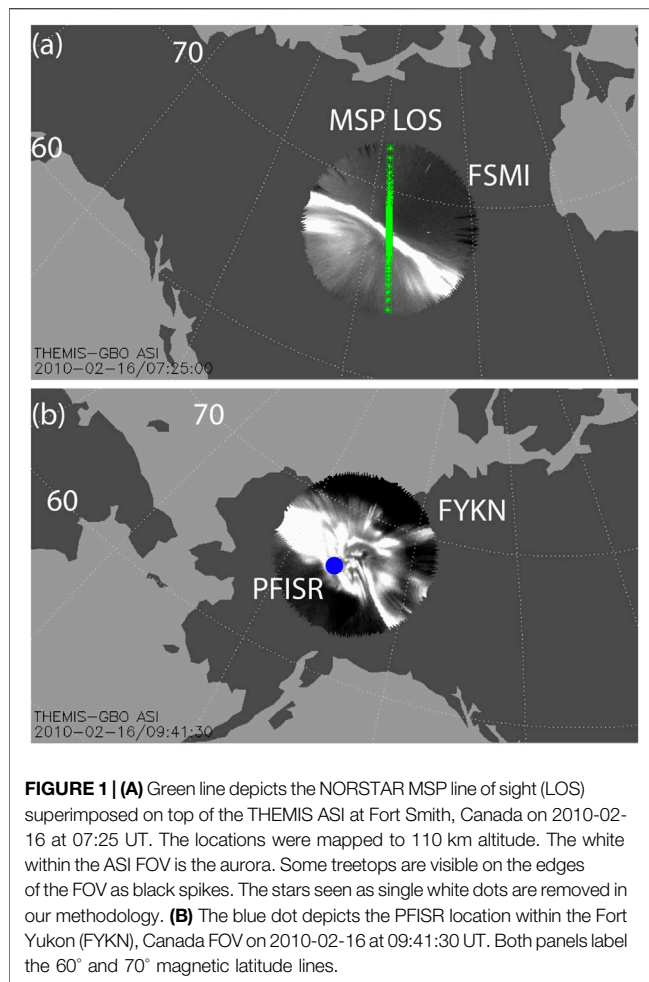 (a)
70
MSP LOS
60
FSMI
THEMIS-GBO ASI
2010-02-16/07:25:00
(b)
70
60
FYKN
PFISR
THEMIS-GBO ASI
2010-02-16/09:41:30
FIGURE 1 | (A) Green line depicts the NORSTAR MSP line of sight (LOS)
superimposed on top of the THEMIS ASI at Fort Smith, Canada on 2010-02-
16 at 07:25 UT. The locations were mapped to 110 km altitude. The white
within the ASI FOV is the aurora. Some treetops are visible on the edges
of the FOV as black spikes. The stars seen as single white dots are removed in
our methodology. (B) The blue dot depicts the PFISR location within the Fort
Yukon (FYKN), Canada FOV on 2010-02-16 at 09:41:30 UT. Both panels label
the 60° and 70° magnetic latitude lines.